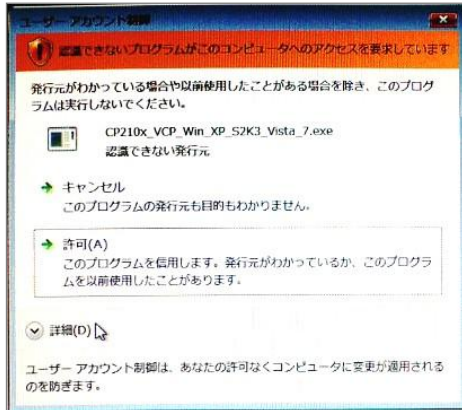 ユーザー アカウント制御
認識できないプログラムがこのコンピュータへのアクセスを要求しています
発行元がわかっている場合や以前使用したことがある場合を除き、このプログ
ラムは実行しないでください。
CP210x_VCP_Win_XP_S2K3_Vista_7.exe
認識できない発行元
キャンセル
このプログラムの発行元も目的もわかりません。
許可(A)
このプログラムを信用します。発行元がわかっているか、このプログラ
ムを以前使用したことがあります。
詳細(D)
ユーザー アカウント制御は、あなたの許可なくコンピュータに変更が適用される
のを防ぎます。